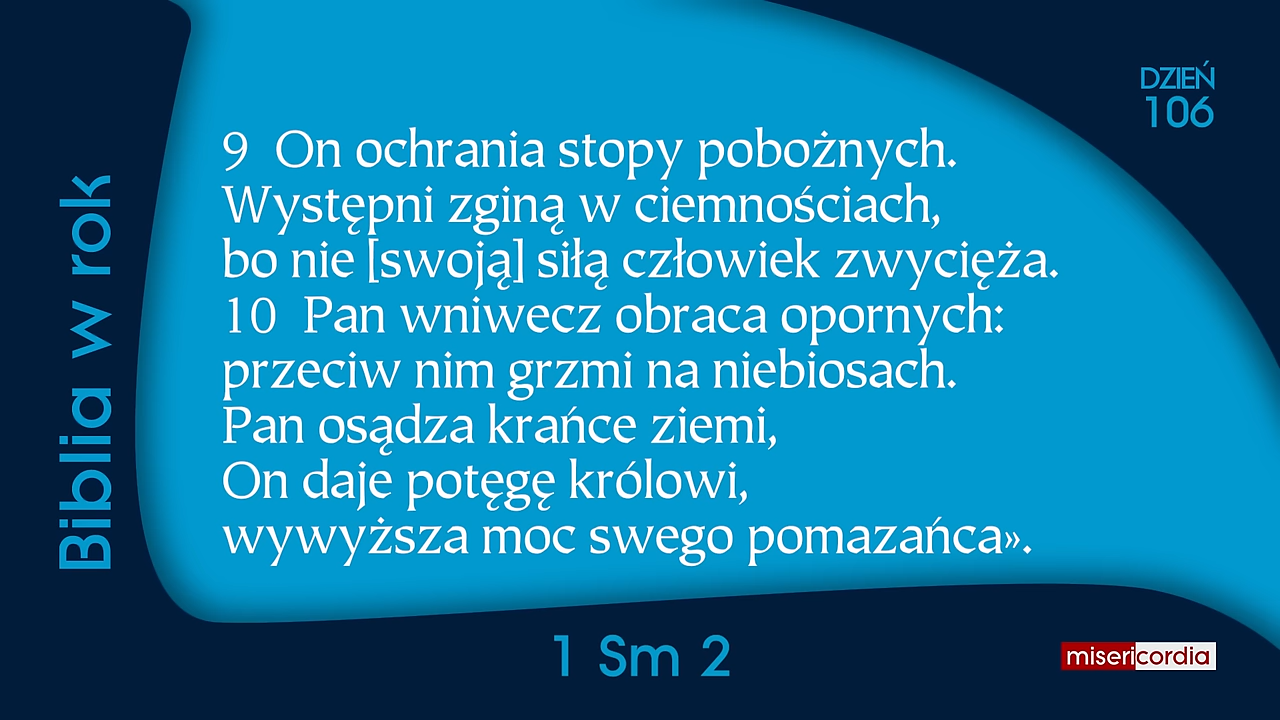 DZIEŃ
106
Biblia w rok
9 On ochrania stopy pobożnych.
Występni zginą w ciemnościach,
bo nie [swoją] siłą człowiek zwycięża.
10 Pan wniwecz obraca opornych:
przeciw nim grzmi na niebiosach.
Pan osądza krańce ziemi,
On daje potęgę królowi,
wywyższa moc swego pomazańca».
1 Sm 2
misericordia